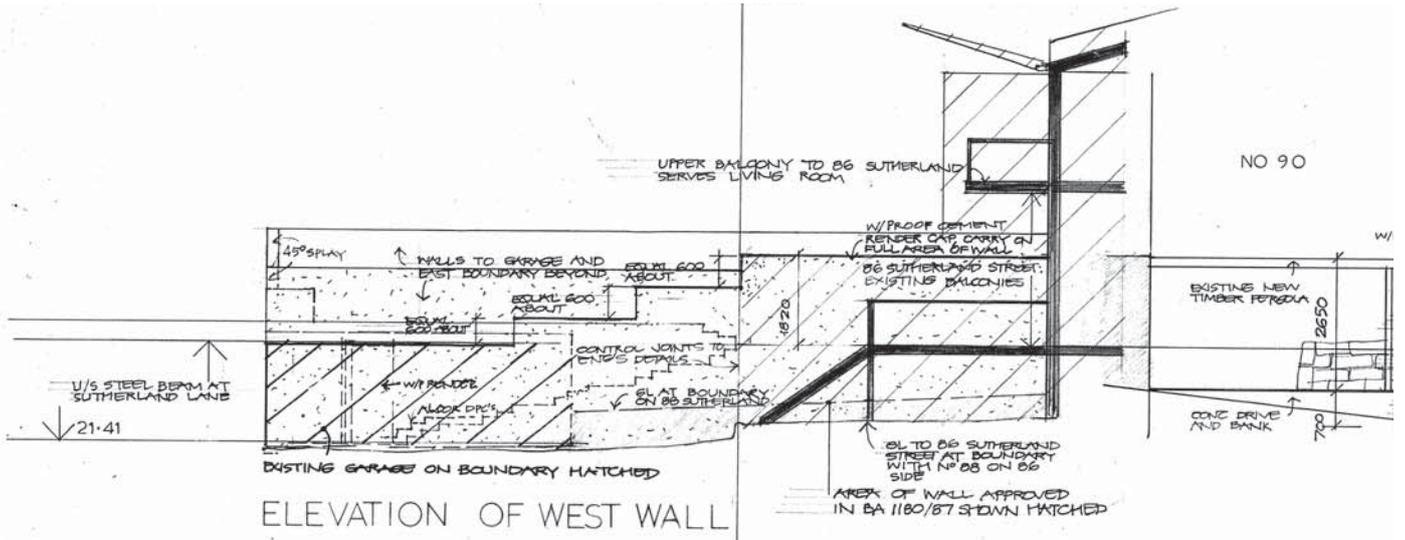 UPPER BALCONY TO 86 SUTHERLAND
SERVES LIVING ROOM
NO 90
W/PROOF CEMENT
RENDER CAP, CARRY ON
FULL AREA OF WALL
W/
45° SPLAY
WALLS TO GARAGE AND
EAST BOUNDARY BEYOND
EQUAL 600
ABOUT
86 SUTHERLAND STREET:
EXISTING BALCONIES
EXISTING NEW
TIMBER PERGOLA
EQUAL 600
ABOUT
EQUAL
600 ABOUT
1820
2650
CONTROL JOINTS TO
ENG'S DETAILS
U/S STEEL BEAM AT
SUTHERLAND LANE
W/P RENDER
GL AT BOUNDARY
ON 86 SUTHERLAND
ALCOR DPC'S
21.41
CONC DRIVE
AND BANK
700
GL TO 86 SUTHERLAND
STREET AT BOUNDARY
WITH Nº 88 ON 86
SIDE
EXISTING GARAGE ON BOUNDARY HATCHED
AREA OF WALL APPROVED
IN BA 1180/87 SHOWN HATCHED
ELEVATION OF WEST WALL